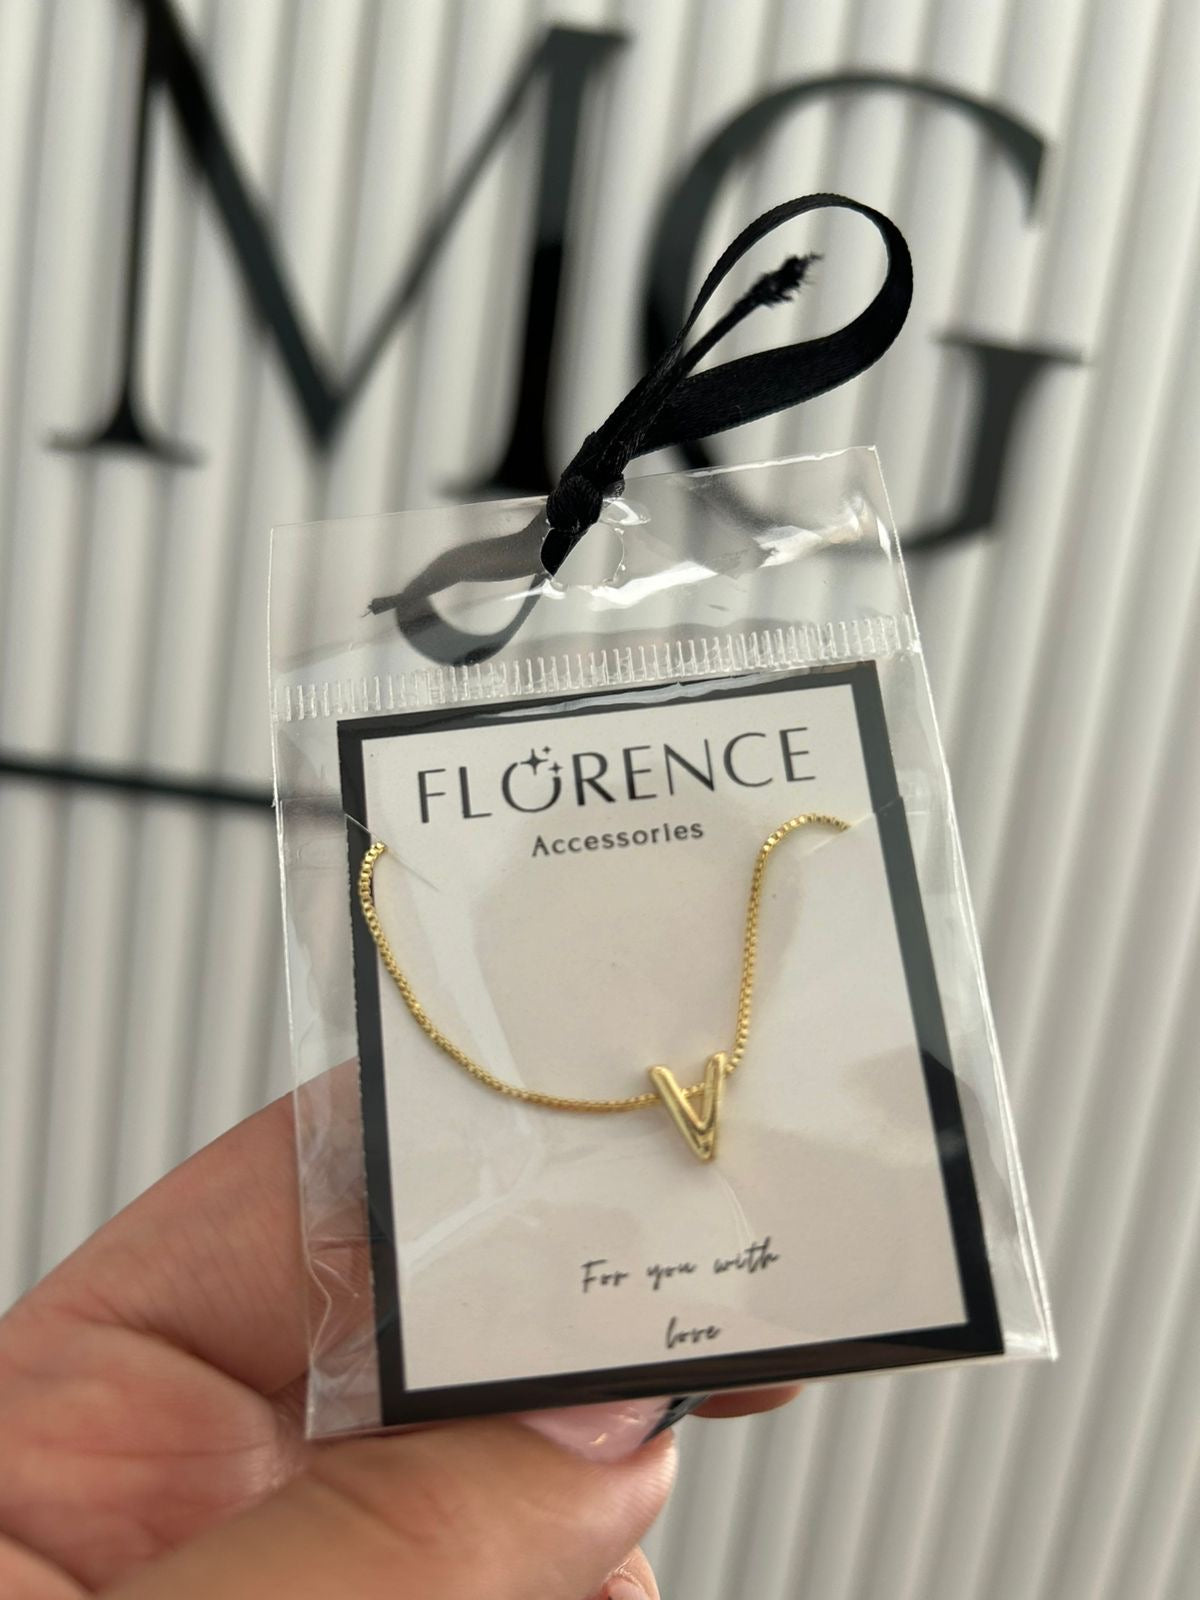 MG
FLORENCE
Accessories
V
For you with
love